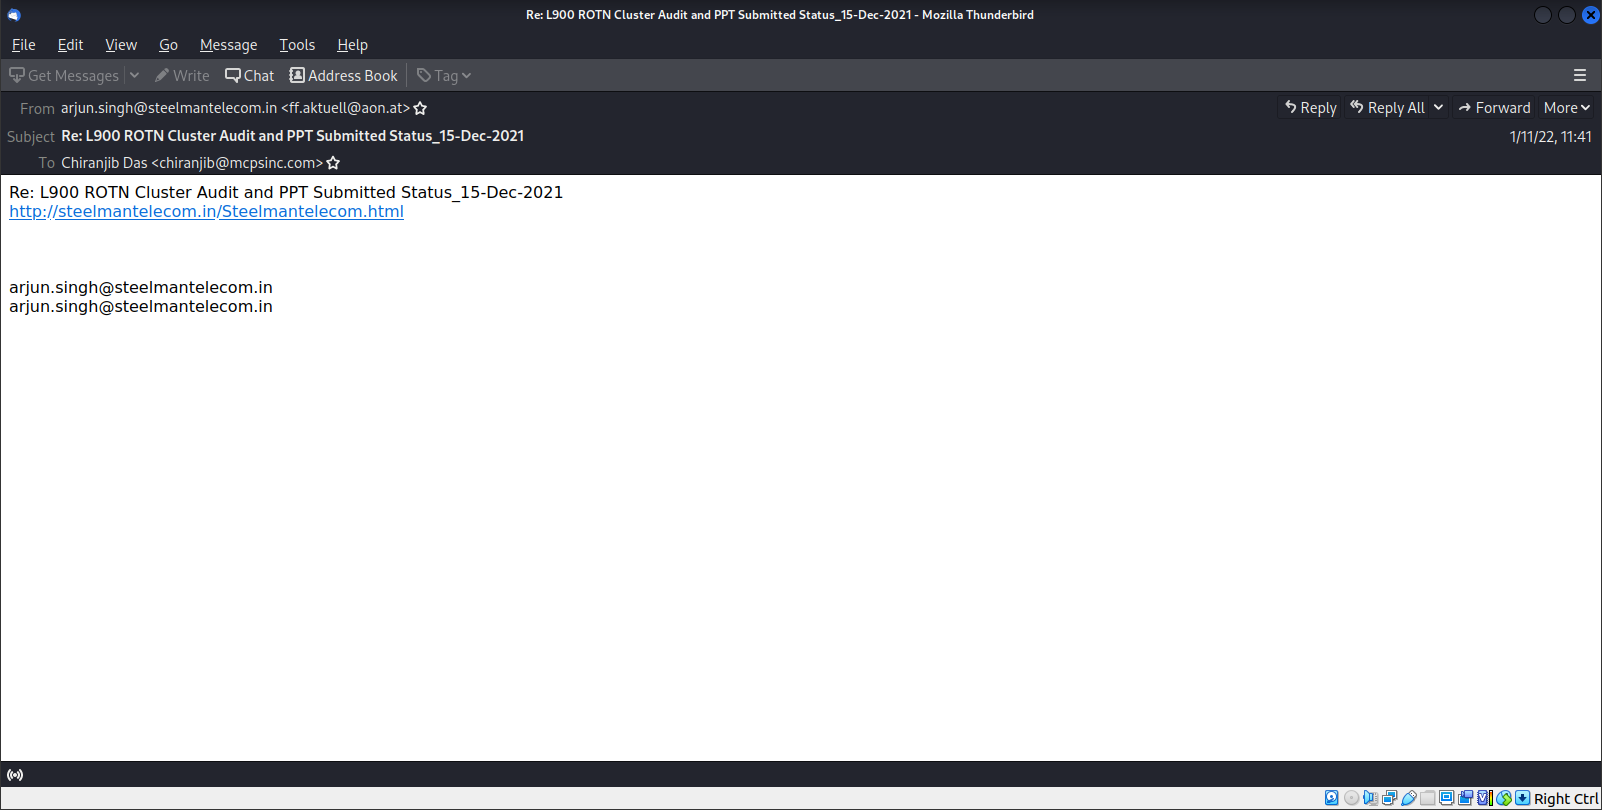 Re: L900 ROTN Cluster Audit and PPT Submitted Status_15-Dec-2021 - Mozilla Thunderbird
File Edit View Go Message Tools Help
Get Messages Write Chat Address Book Tag
From arjun.singh@steelmantelecom.in <ff.aktuell@aon.at> Reply Reply All Forward More
Subject Re: L900 ROTN Cluster Audit and PPT Submitted Status_15-Dec-2021 1/11/22, 11:41
To Chiranjib Das <chiranjib@mcpsinc.com>
Re: L900 ROTN Cluster Audit and PPT Submitted Status_15-Dec-2021
http://steelmantelecom.in/Steelmantelecom.html
arjun.singh@steelmantelecom.in
arjun.singh@steelmantelecom.in
Right Ctrl